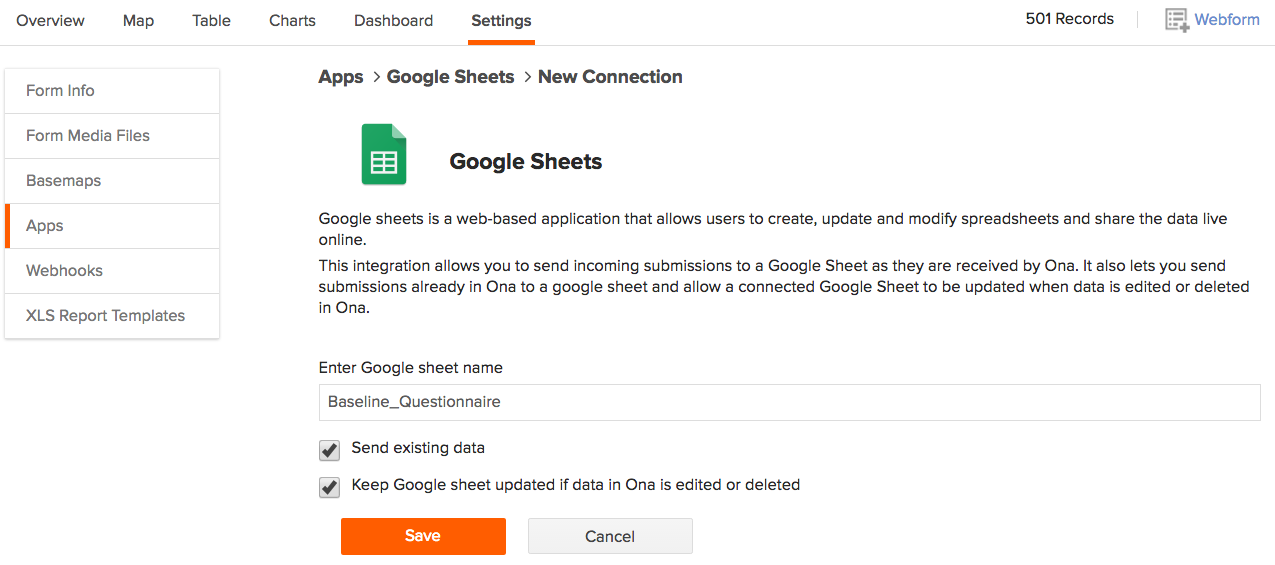 Overview Map Table Charts Dashboard Settings 501 Records Webform
Form Info
Form Media Files
Basemaps
Apps
Webhooks
XLS Report Templates
Apps > Google Sheets > New Connection
Google Sheets
Google sheets is a web-based application that allows users to create, update and modify spreadsheets and share the data live
online.
This integration allows you to send incoming submissions to a Google Sheet as they are received by Ona. It also lets you send
submissions already in Ona to a google sheet and allow a connected Google Sheet to be updated when data is edited or deleted
in Ona.
Enter Google sheet name
Baseline_Questionnaire
Send existing data
Keep Google sheet updated if data in Ona is edited or deleted
Save Cancel